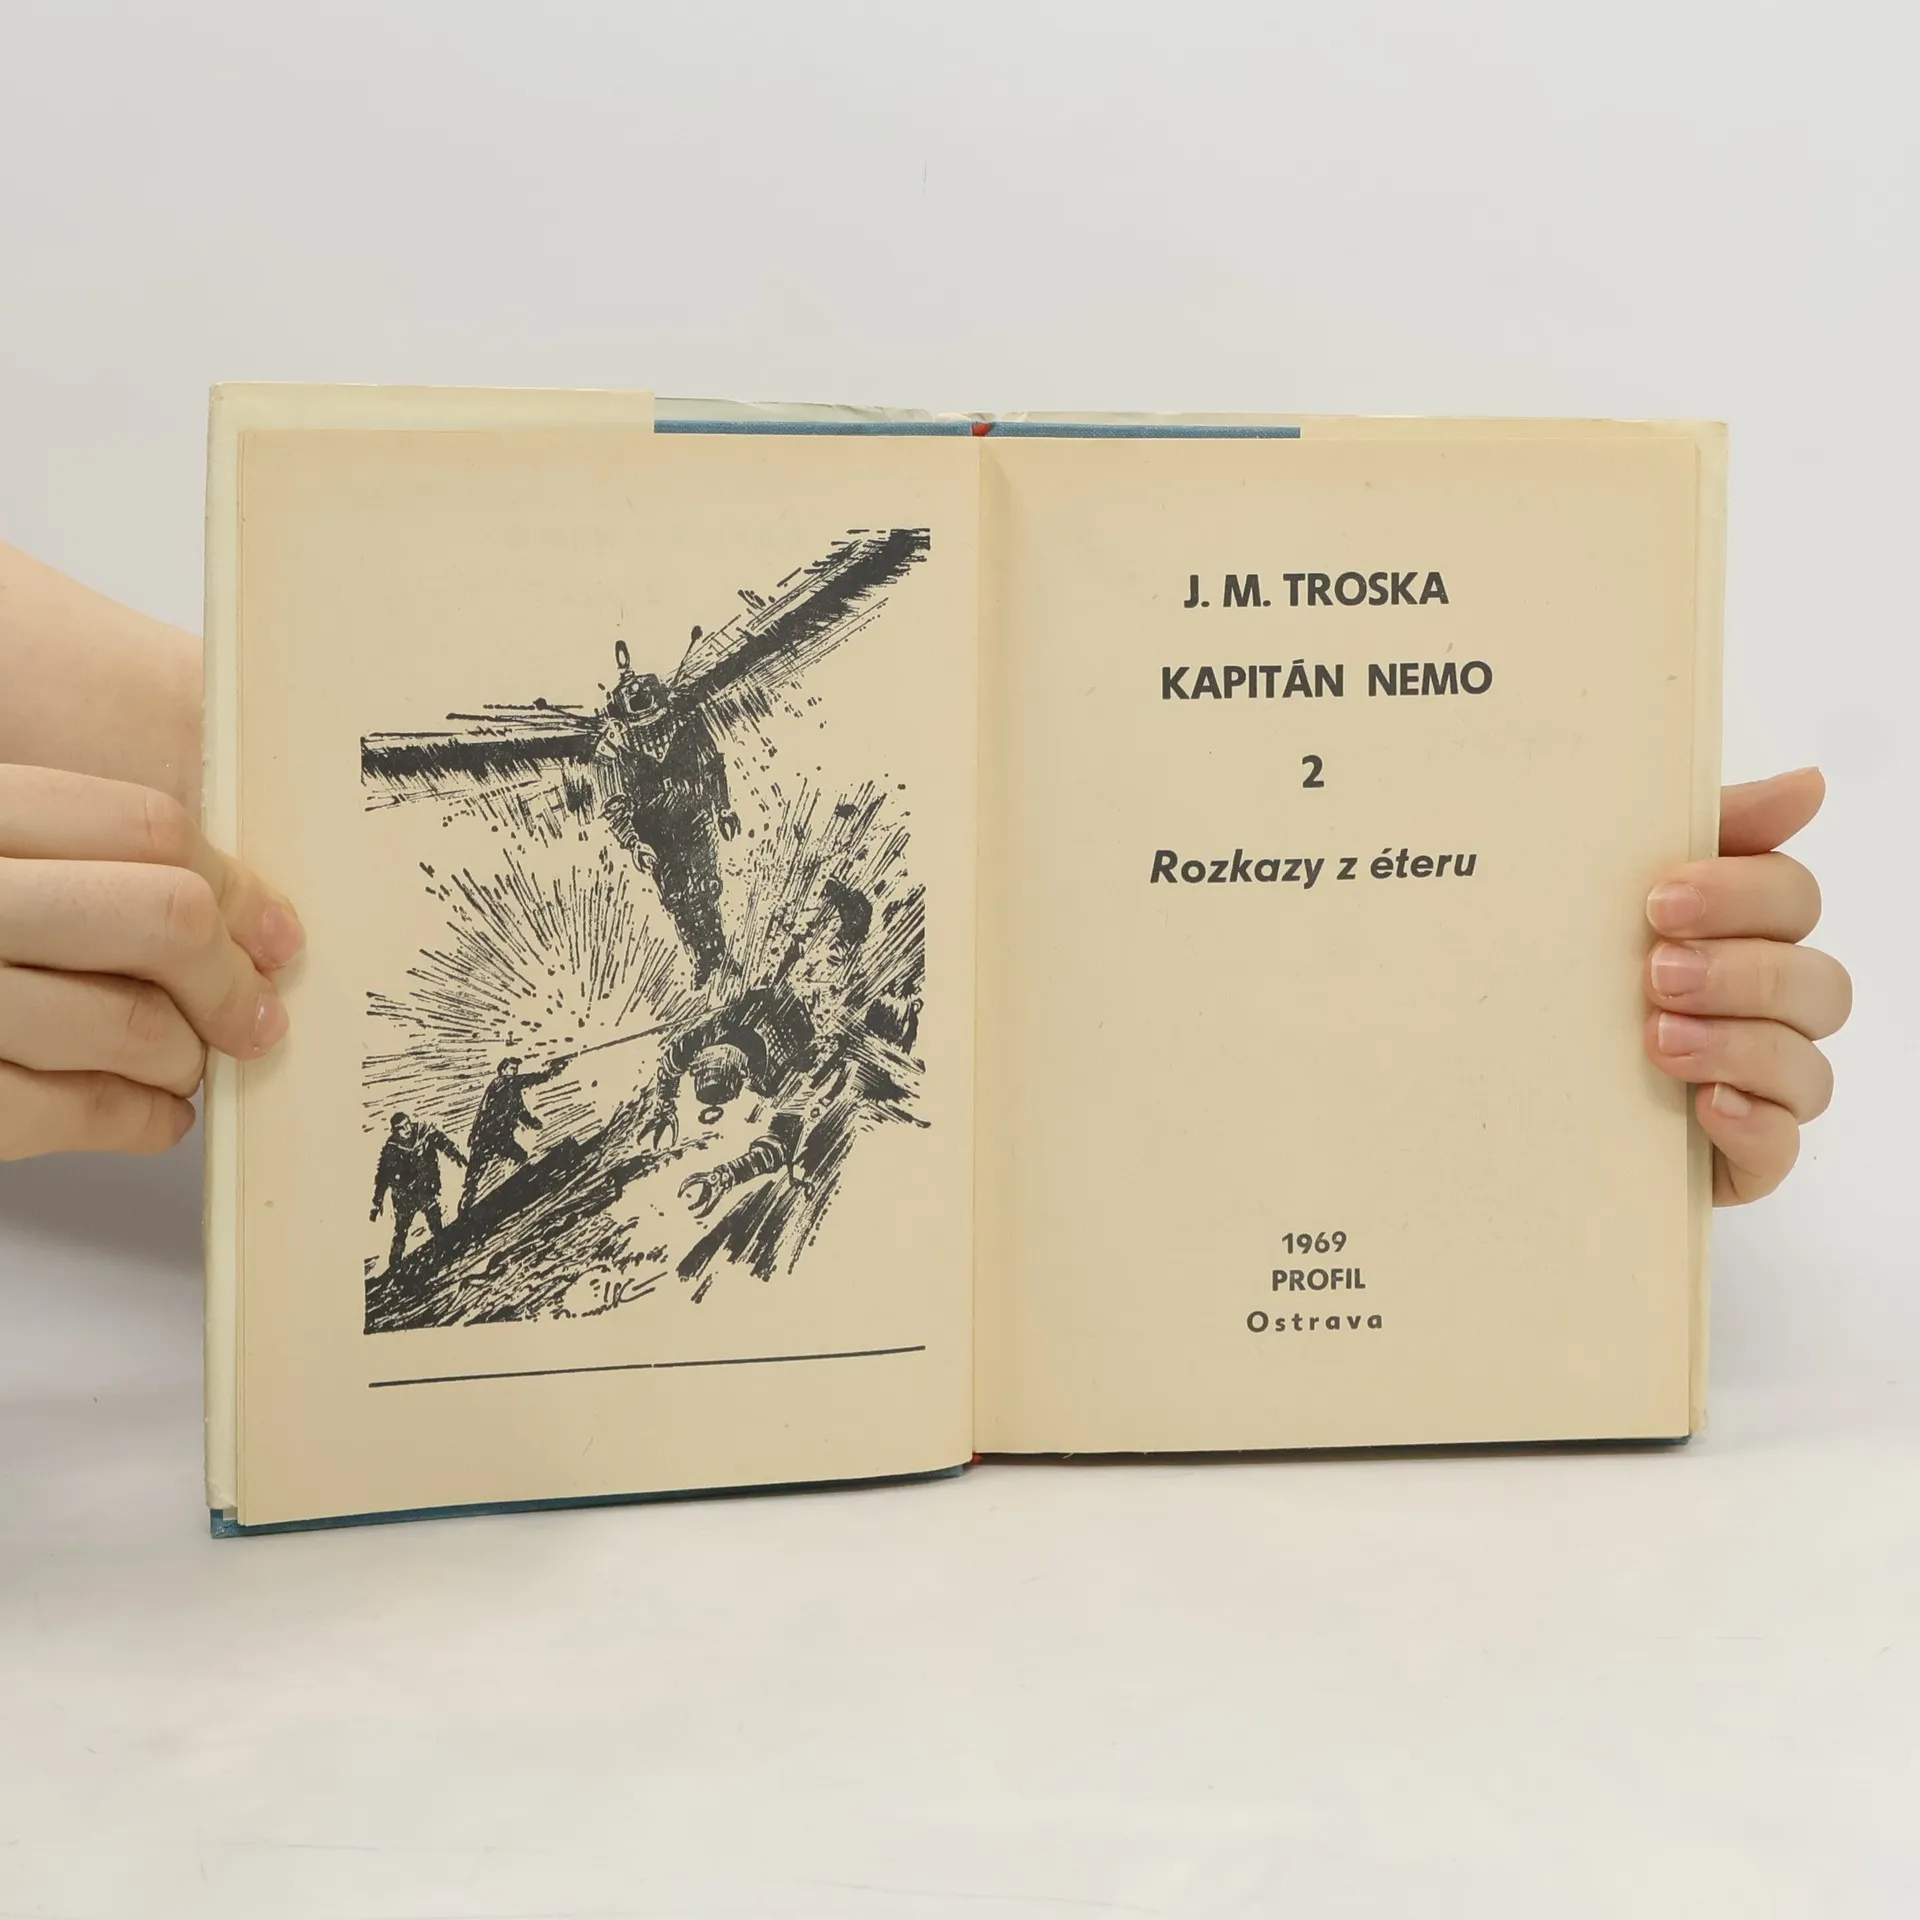 J. M. TROSKA
KAPITÁN NEMO
2
Rozkazy z éteru
1969
PROFIL
Ostrava